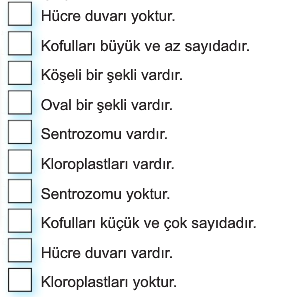 Hücre duvarı yoktur.
Kofulları büyük ve az sayıdadır.
Köşeli bir şekli vardır.
Oval bir şekli vardır.
Sentrozomu vardır.
Kloroplastları vardır.
Sentrozomu yoktur.
Kofulları küçük ve çok sayıdadır.
Hücre duvarı vardır.
Kloroplastları yoktur.